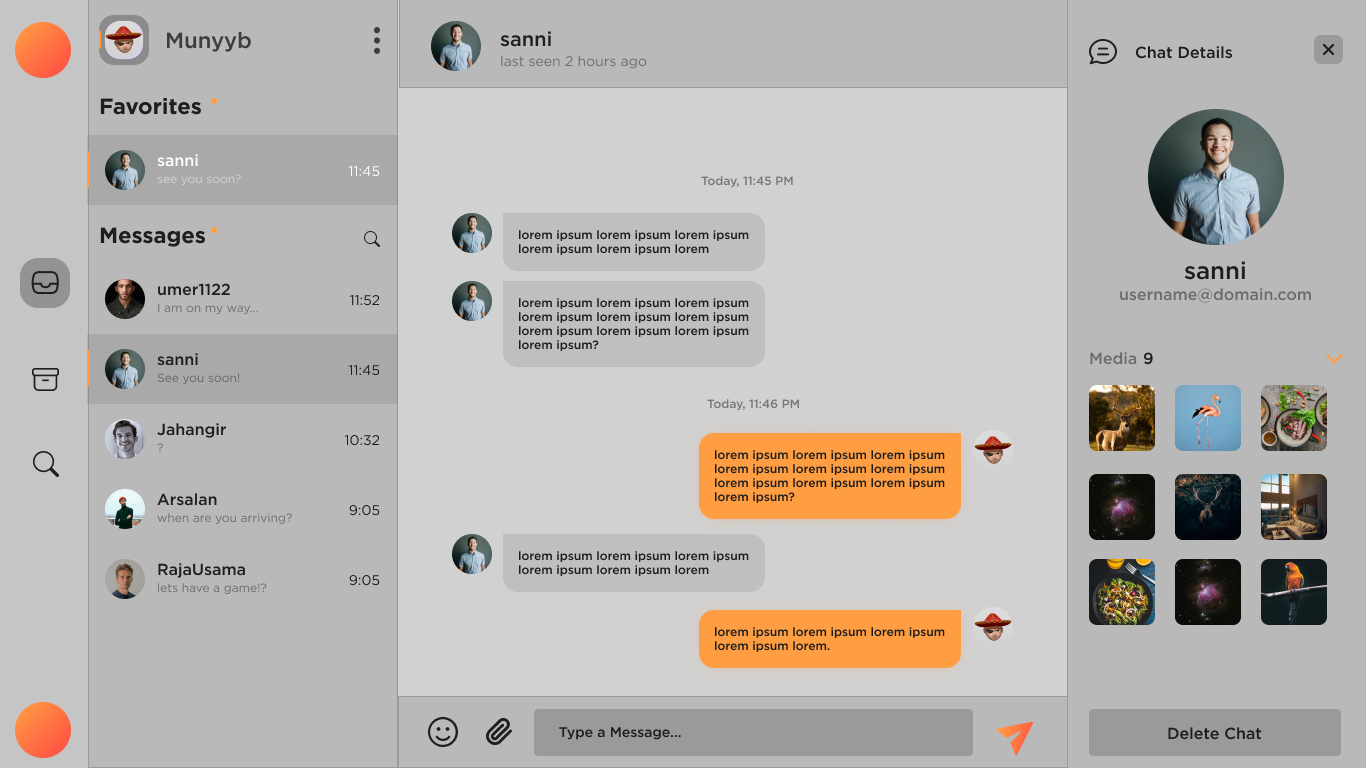 Munyyb
Favorites
sanni
see you soon?
11:45
Messages
umer1122
I am on my way...
11:52
sanni
See you soon!
11:45
Jahangir
?
10:32
Arsalan
when are you arriving?
9:05
RajaUsama
lets have a game!?
9:05
sanni
last seen 2 hours ago
Today, 11:45 PM
lorem ipsum lorem ipsum lorem ipsum
lorem ipsum lorem ipsum lorem
lorem ipsum lorem ipsum lorem ipsum
lorem ipsum lorem ipsum lorem ipsum
lorem ipsum lorem ipsum lorem ipsum
lorem ipsum?
Today, 11:46 PM
lorem ipsum lorem ipsum lorem ipsum
lorem ipsum lorem ipsum lorem ipsum
lorem ipsum lorem ipsum lorem ipsum
lorem ipsum?
lorem ipsum lorem ipsum lorem ipsum
lorem ipsum lorem ipsum lorem
lorem ipsum lorem ipsum lorem ipsum
lorem ipsum lorem.
Type a Message...
Chat Details
sanni
username@domain.com
Media 9
Delete Chat